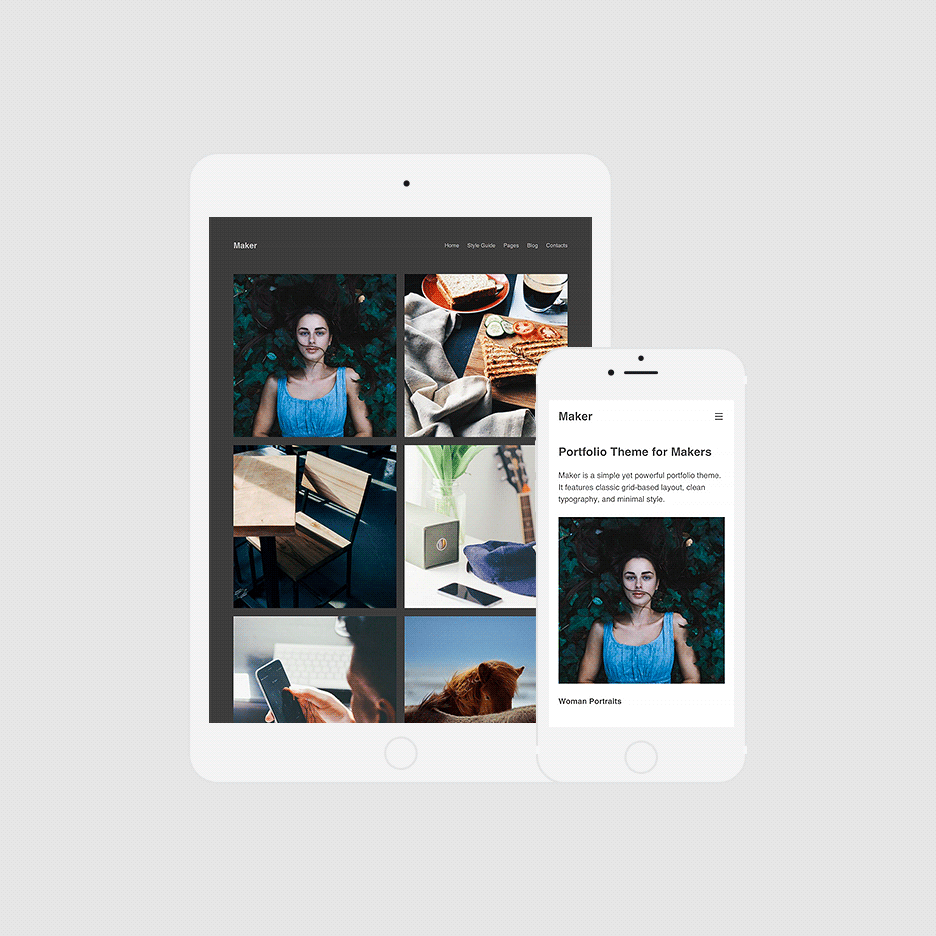 Maker
Home Style Guide Pages Blog Contacts
Maker
Portfolio Theme for Makers
Maker is a simple yet powerful portfolio theme.
It features classic grid-based layout, clean
typography, and minimal style.
Woman Portraits